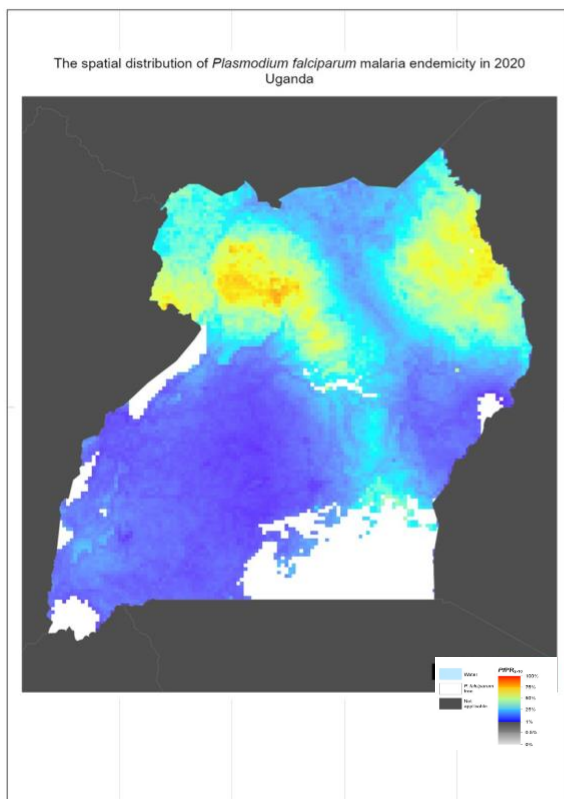 The spatial distribution of Plasmodium falciparum malaria endemicity in 2020
Uganda
Water
P. falciparum
free
Not
applicable
100%
75%
50%
25%
1%
0%